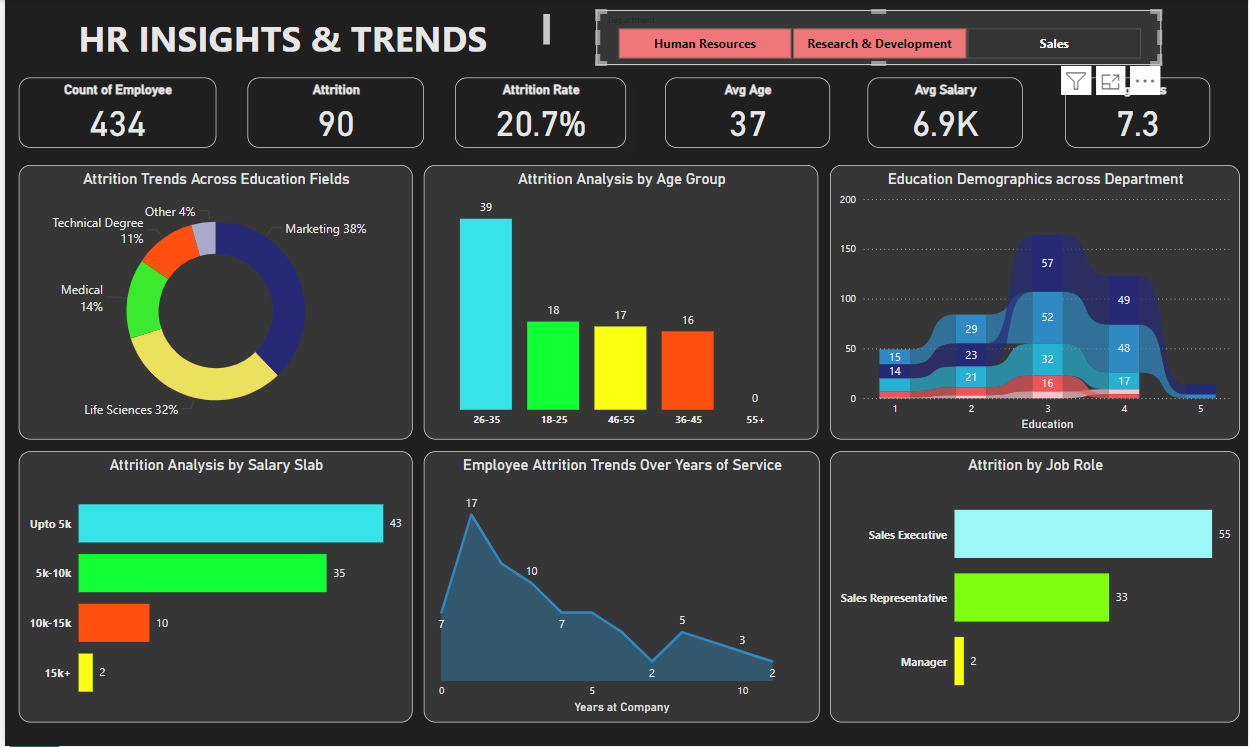 Department
HR INSIGHTS & TRENDS
Human Resources
Research & Development
Sales
Count of Employee
434
Attrition
90
Attrition Rate
20.7%
Avg Age
37
Avg Salary
6.9K
7.3
Attrition Trends Across Education Fields
Other 4%
Technical Degree
11%
Marketing 38%
Medical
14%
Life Sciences 32%
Attrition Analysis by Age Group
39
18
17
16
0
26-35
18-25
46-55
36-45
55+
Education Demographics across Department
200
150
100
50
0
15
14
29
23
21
57
52
32
16
49
48
17
1
2
3
4
5
Education
Attrition Analysis by Salary Slab
Upto 5k
43
5k-10k
35
10k-15k
10
15k+
2
Employee Attrition Trends Over Years of Service
17
10
7
7
5
3
2
2
0
5
10
Years at Company
Attrition by Job Role
Sales Executive
55
Sales Representative
33
Manager
2